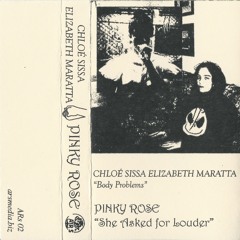 CHLOÉ SISSA
ELIZABETH MARATTA
PINKY ROSE
ARs 02
arsmedia.biz
CHLOÉ SISSA ELIZABETH MARATTA
"Body Problems"
PINKY ROSE
"She Asked for Louder"